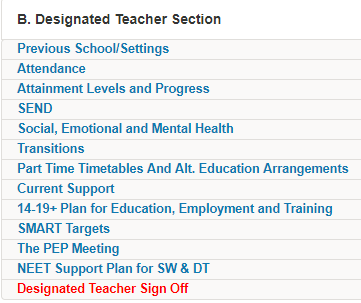 B. Designated Teacher Section
Previous School/Settings
Attendance
Attainment Levels and Progress
SEND
Social, Emotional and Mental Health
Transitions
Part Time Timetables And Alt. Education Arrangements
Current Support
14-19+ Plan for Education, Employment and Training
SMART Targets
The PEP Meeting
NEET Support Plan for SW & DT
Designated Teacher Sign Off